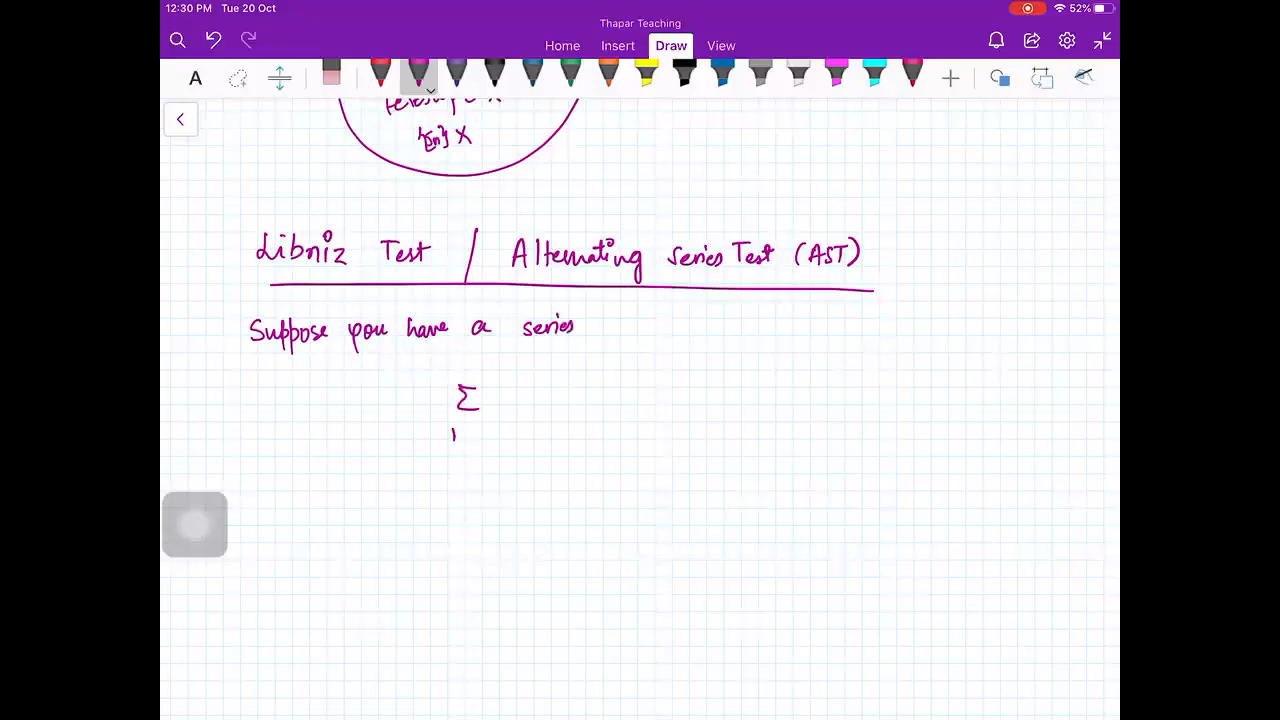 12:30 PM Tue 20 Oct
52%
Thapar Teaching
Home Insert Draw View
A
{Sn} X
Libniz Test / Alternating series Test (AST)
Suppose you have a series
Σ